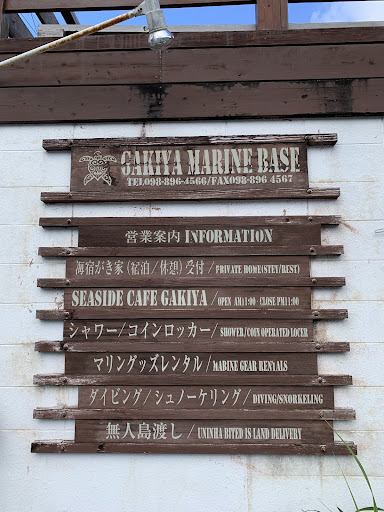 GAKIYA MARINE BASE
TEL098-896-4566/FAX098-896 4567
営業案内 INFORMATION
海宿がき家(宿泊/休憩)受付/PRIVATE HOME(STEY/REST)
SEASIDE CAFE GAKIYA / OPEN AM11:00 - CLOSE PM11:00
シャワー/コインロッカー/SHOWER/COIN OPERATED LOCER
マリングッズレンタル/MARINE GEAR RENTALS
ダイビング/シュノーケリング/DIVING/SNORKELING
無人島渡し / UNINHA BITED IS LAND DELIVERY